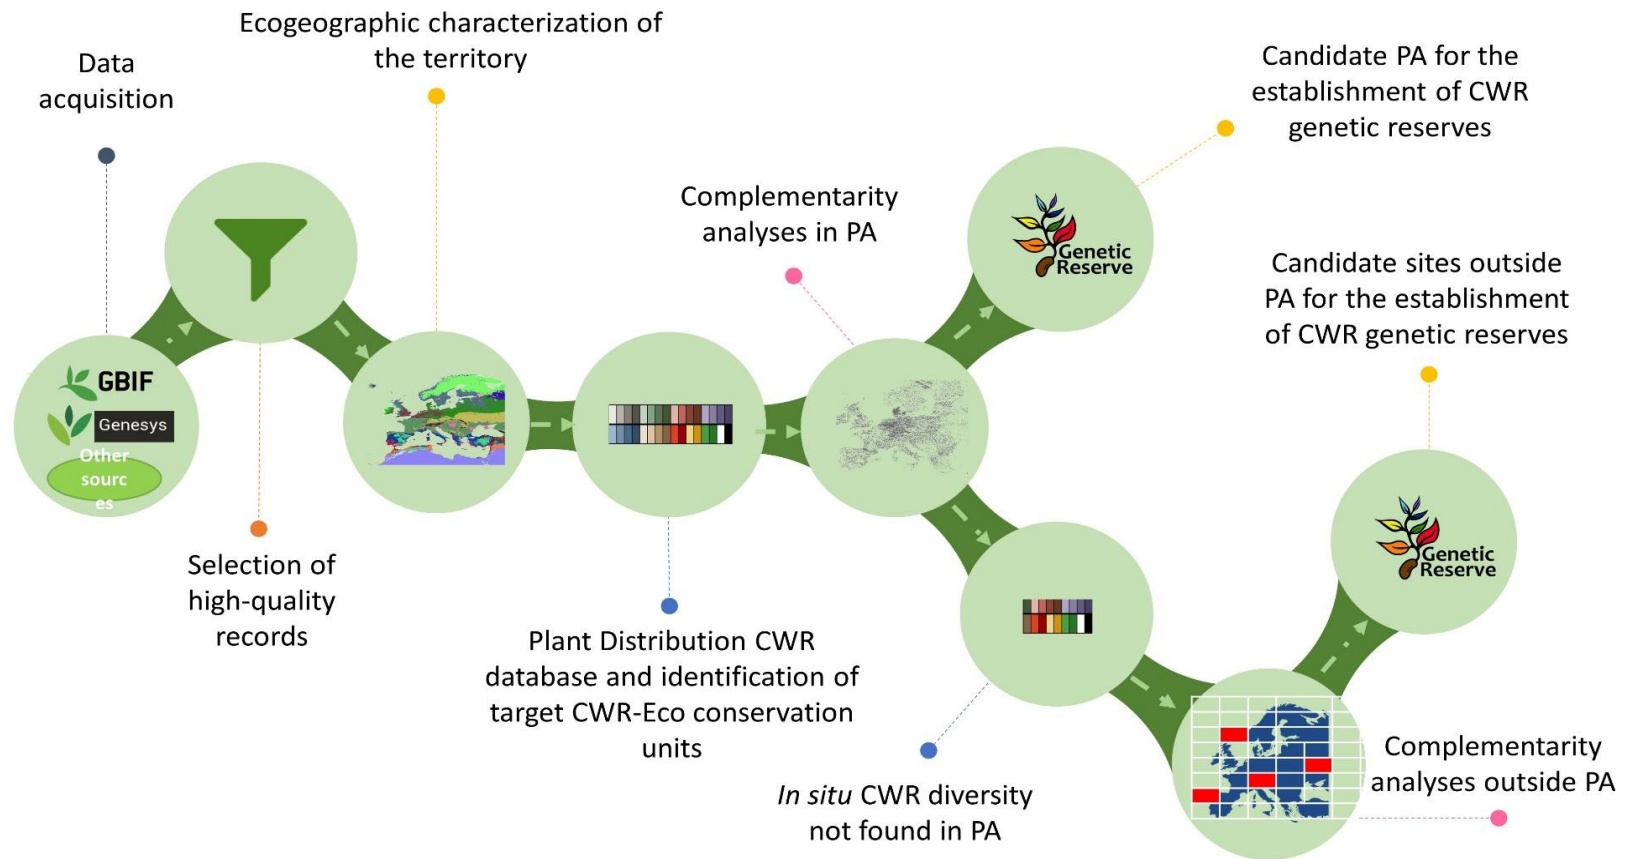 Data
acquisition
Ecogeographic characterization of
the territory
GBIF
Genesys
Other
sourc
es
Selection of
high-quality
records
Plant Distribution CWR
database and identification of
target CWR-Eco conservation
units
Complementarity
analyses in PA
Candidate PA for the
establishment of CWR
genetic reserves
Genetic
Reserve
In situ CWR diversity
not found in PA
Complementarity
analyses outside PA
Candidate sites outside
PA for the establishment
of CWR genetic reserves
Genetic
Reserve